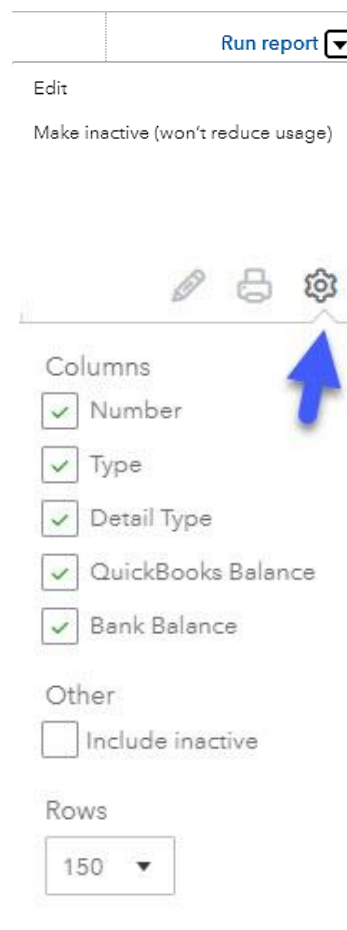 Run report
Edit
Make inactive (won't reduce usage)
Columns
Number
Type
Detail Type
QuickBooks Balance
Bank Balance
Other
Include inactive
Rows
150